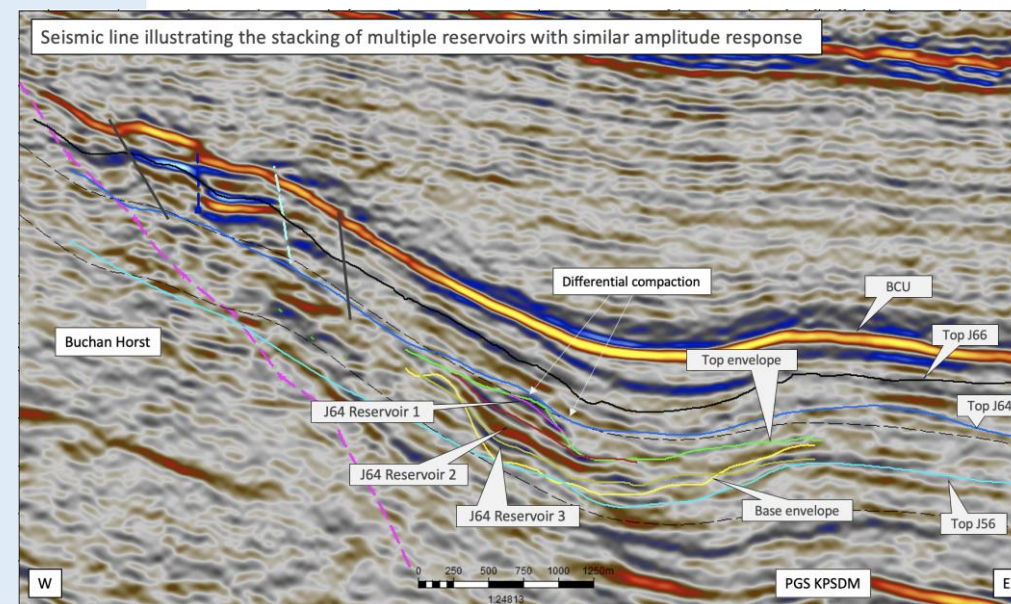 Seismic line illustrating the stacking of multiple reservoirs with similar amplitude response
Differential compaction
BCU
Top J66
Buchan Horst
Top envelope
J64 Reservoir 1
Top J64
J64 Reservoir 2
J64 Reservoir 3
Base envelope
Top J56
0 250 500 750 1000 1250m
1:24813
W
PGS KPSDM
E